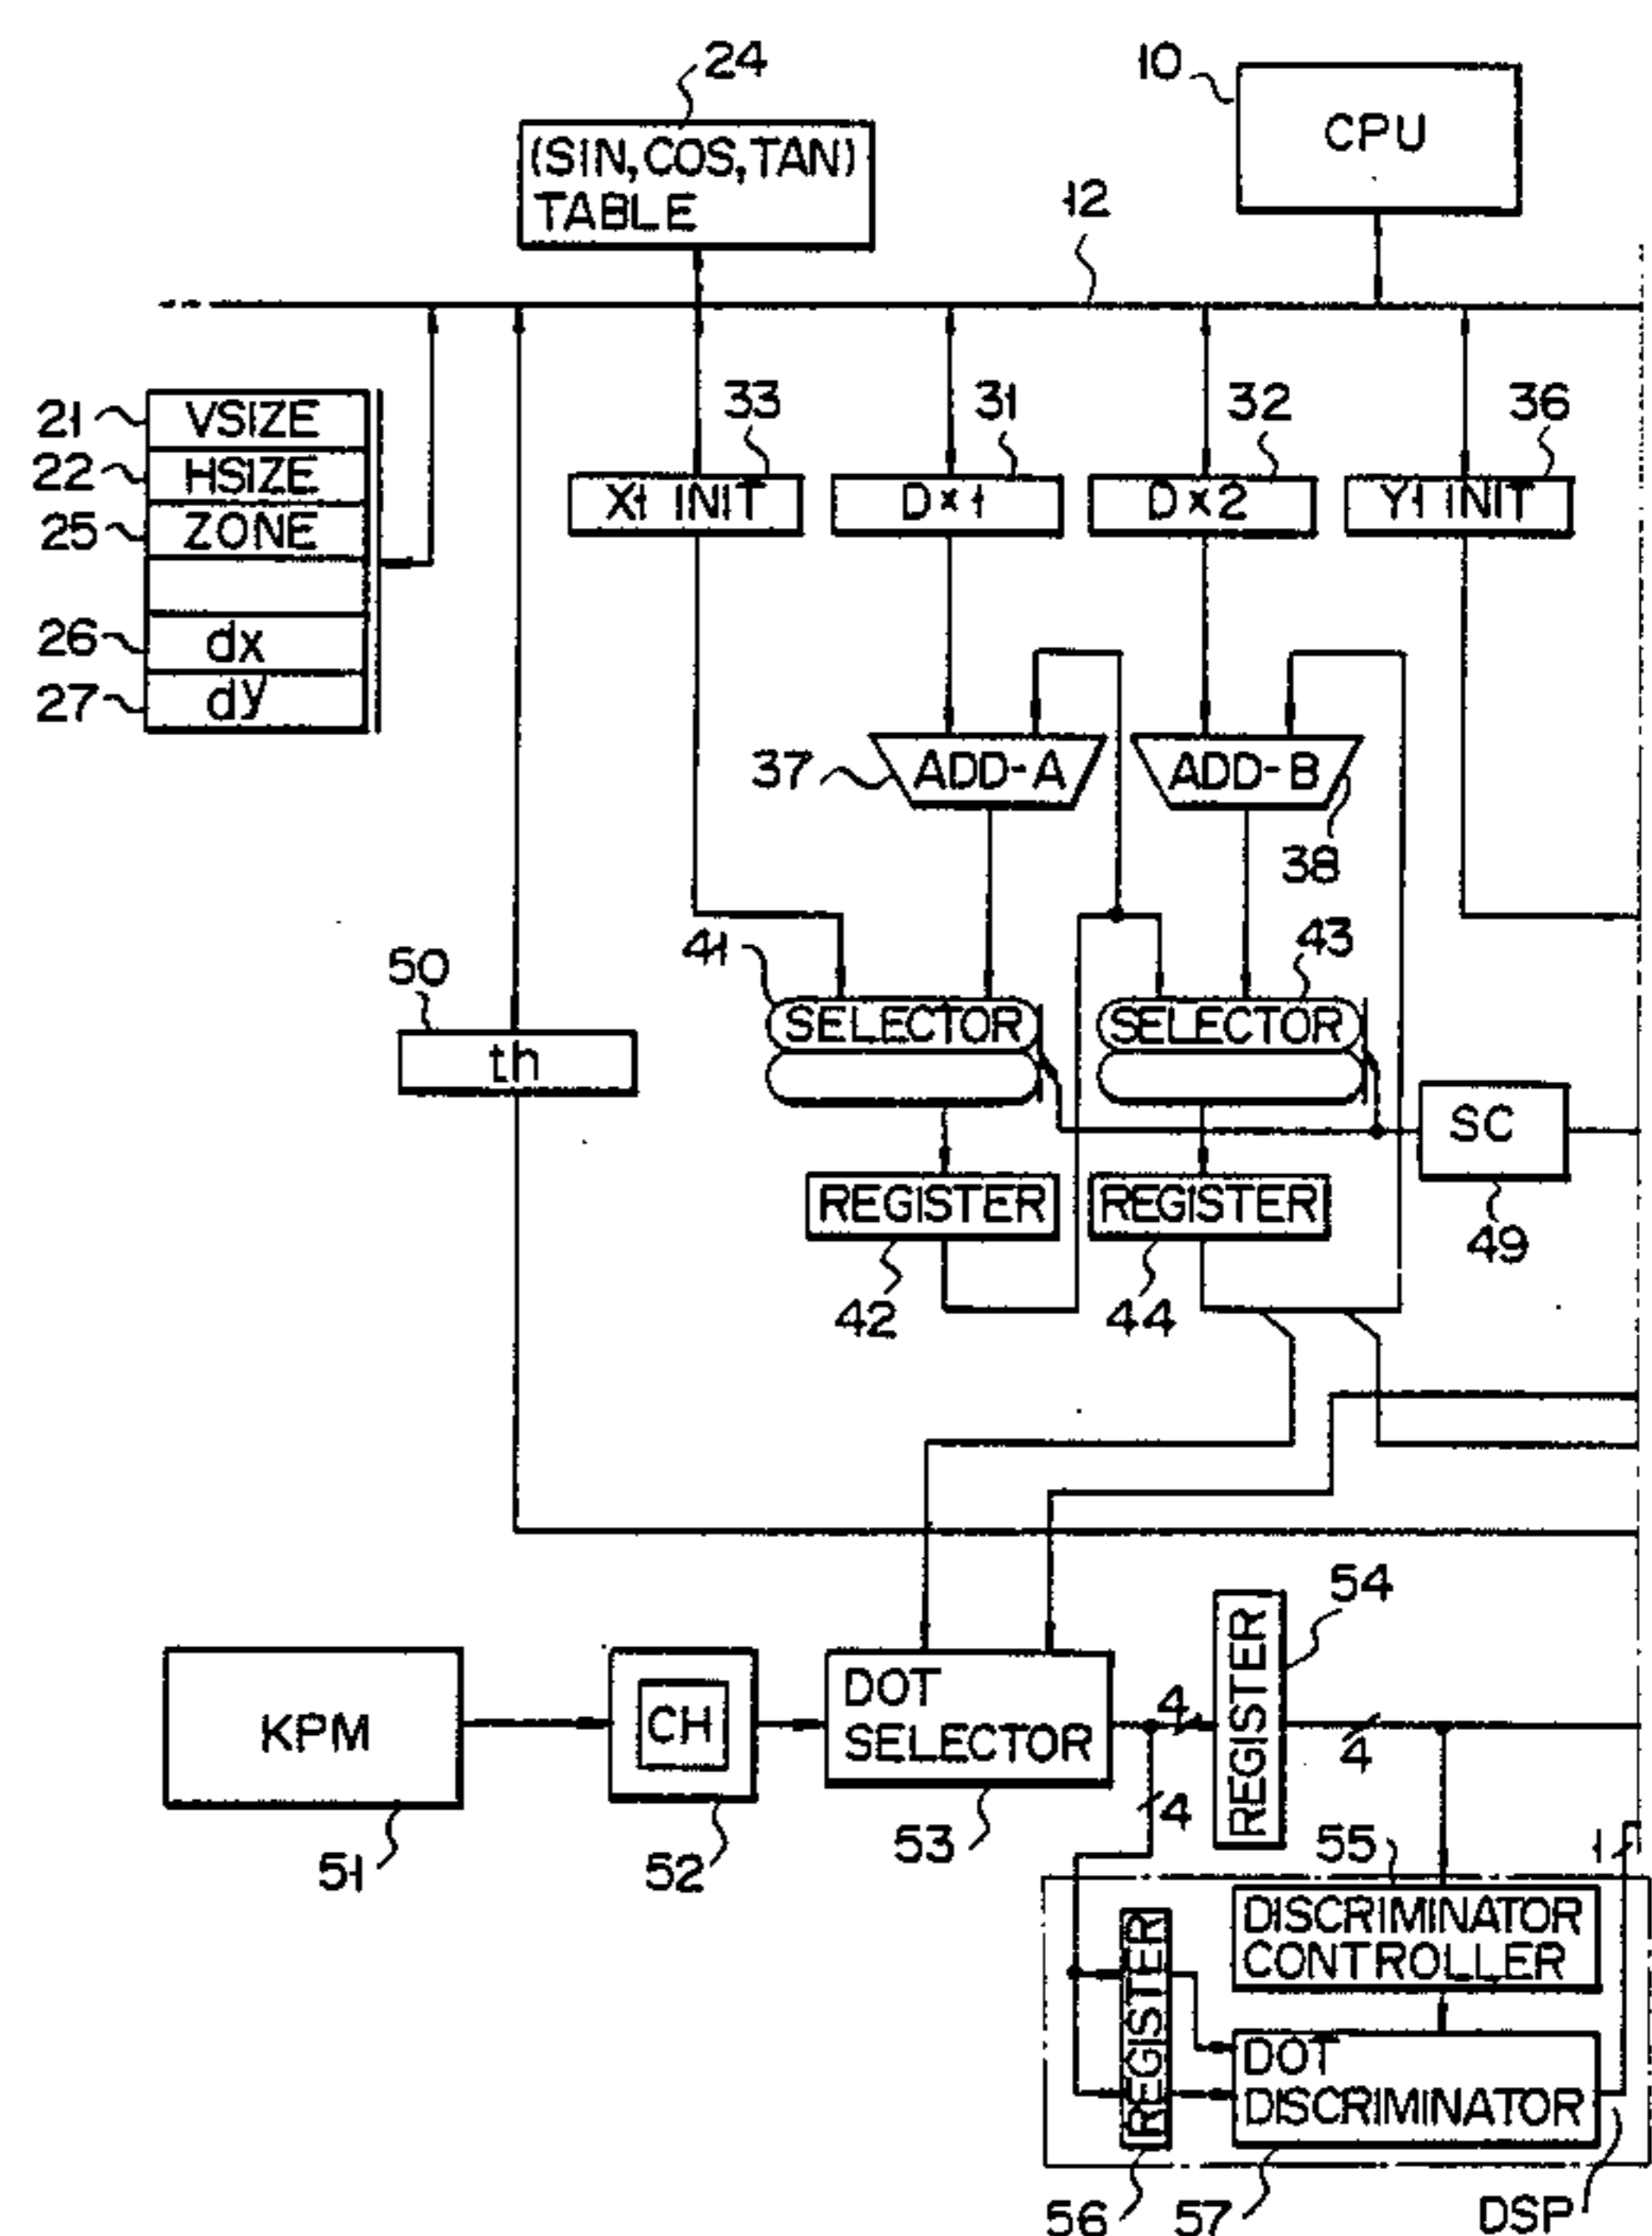 24
10
(SIN,COS,TAN)
TABLE
CPU
12
21
VSIZE
22
HSIZE
25
ZONE
26
dx
27
dy
33
31
32
36
X1 INIT
Dx1
Dx2
Y1 INIT
37
ADD-A
ADD-B
38
41
43
50
SELECTOR
SELECTOR
th
SC
REGISTER
REGISTER
49
42
44
54
KPM
CH
DOT
SELECTOR
4
REGISTER
4
4
51
52
53
55
1
DISCRIMINATOR
CONTROLLER
REGISTER
DOT
DISCRIMINATOR
56
57
DSP